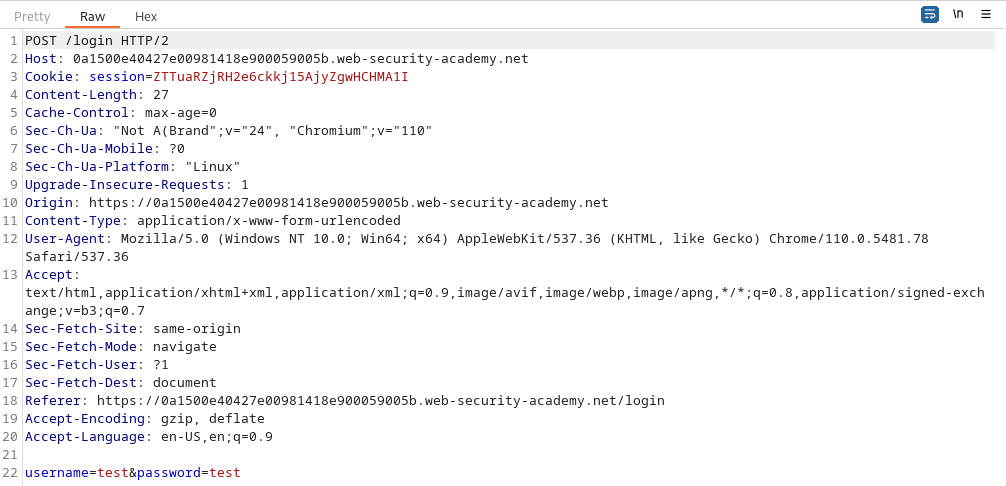 Pretty Raw Hex \n
1 POST /login HTTP/2
2 Host: 0a1500e40427e00981418e900059005b.web-security-academy.net
3 Cookie: session=ZTTuaRZjRH2e6ckkj15AjyZgwHCHMA1I
4 Content-Length: 27
5 Cache-Control: max-age=0
6 Sec-Ch-Ua: "Not A(Brand";v="24", "Chromium";v="110"
7 Sec-Ch-Ua-Mobile: ?0
8 Sec-Ch-Ua-Platform: "Linux"
9 Upgrade-Insecure-Requests: 1
10 Origin: https://0a1500e40427e00981418e900059005b.web-security-academy.net
11 Content-Type: application/x-www-form-urlencoded
12 User-Agent: Mozilla/5.0 (Windows NT 10.0; Win64; x64) AppleWebKit/537.36 (KHTML, like Gecko) Chrome/110.0.5481.78
Safari/537.36
13 Accept:
text/html,application/xhtml+xml,application/xml;q=0.9,image/avif,image/webp,image/apng,*/*;q=0.8,application/signed-exch
ange;v=b3;q=0.7
14 Sec-Fetch-Site: same-origin
15 Sec-Fetch-Mode: navigate
16 Sec-Fetch-User: ?1
17 Sec-Fetch-Dest: document
18 Referer: https://0a1500e40427e00981418e900059005b.web-security-academy.net/login
19 Accept-Encoding: gzip, deflate
20 Accept-Language: en-US,en;q=0.9
21
22 username=test&password=test